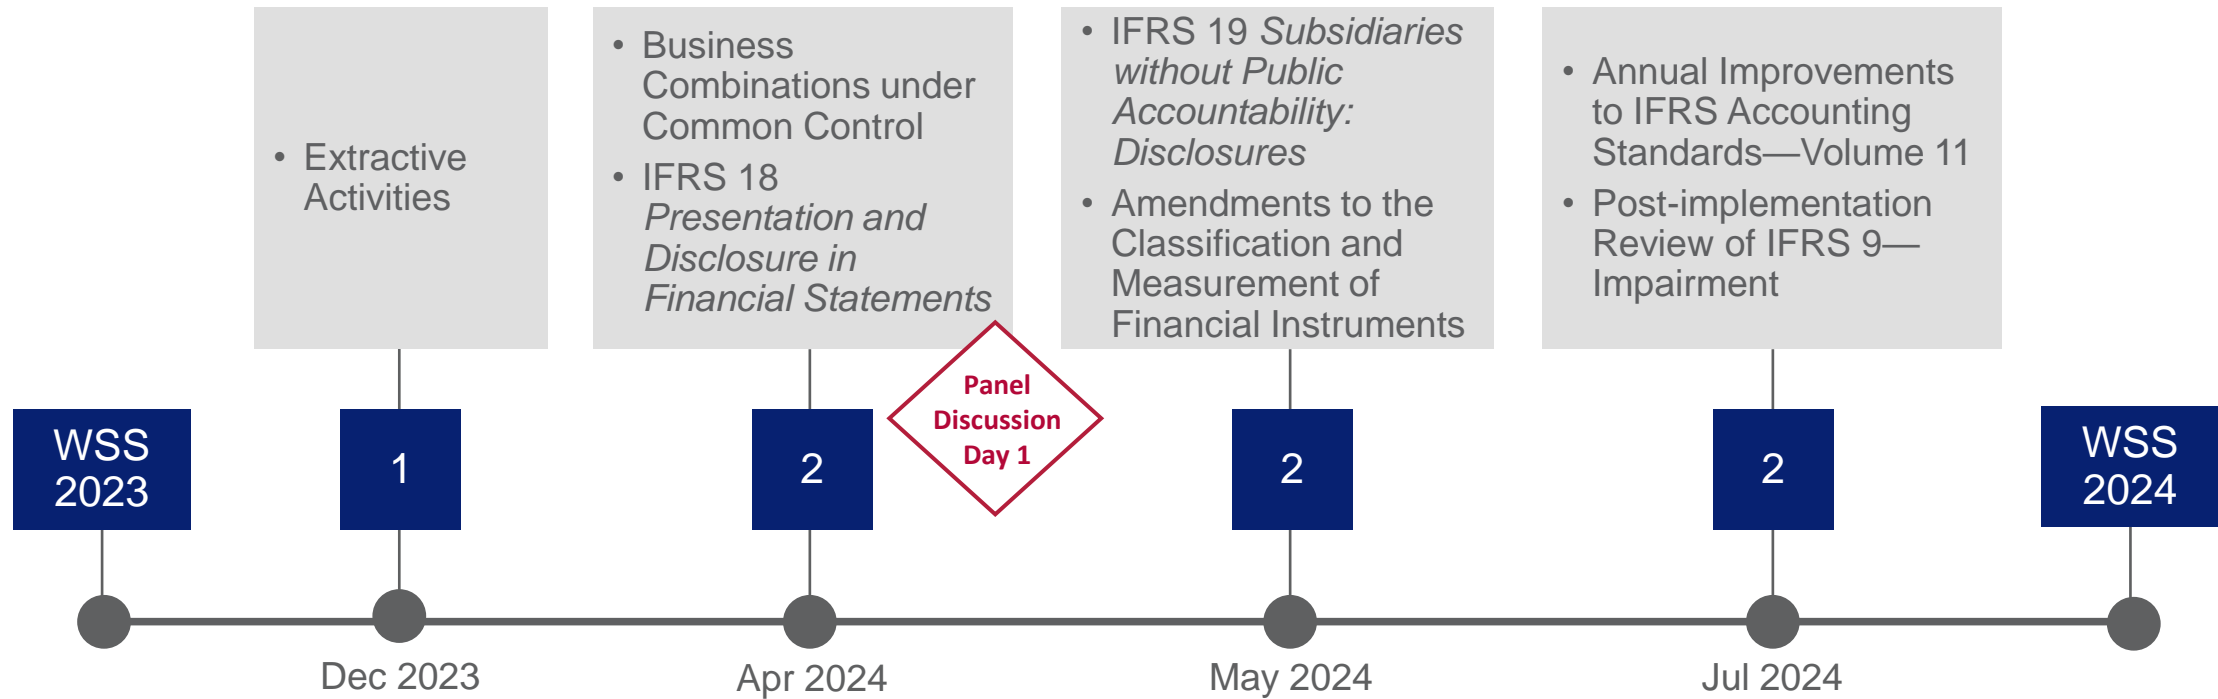 • Extractive
Activities
• Business
Combinations under
Common Control
• IFRS 18
Presentation and
Disclosure in
Financial Statements
• IFRS 19 Subsidiaries
without Public
Accountability:
Disclosures
• Amendments to the
Classification and
Measurement of
Financial Instruments
• Annual Improvements
to IFRS Accounting
Standards—Volume 11
• Post-implementation
Review of IFRS 9—
Impairment
Panel
Discussion
Day 1
WSS
2023
1
2
2
2
WSS
2024
Dec 2023
Apr 2024
May 2024
Jul 2024